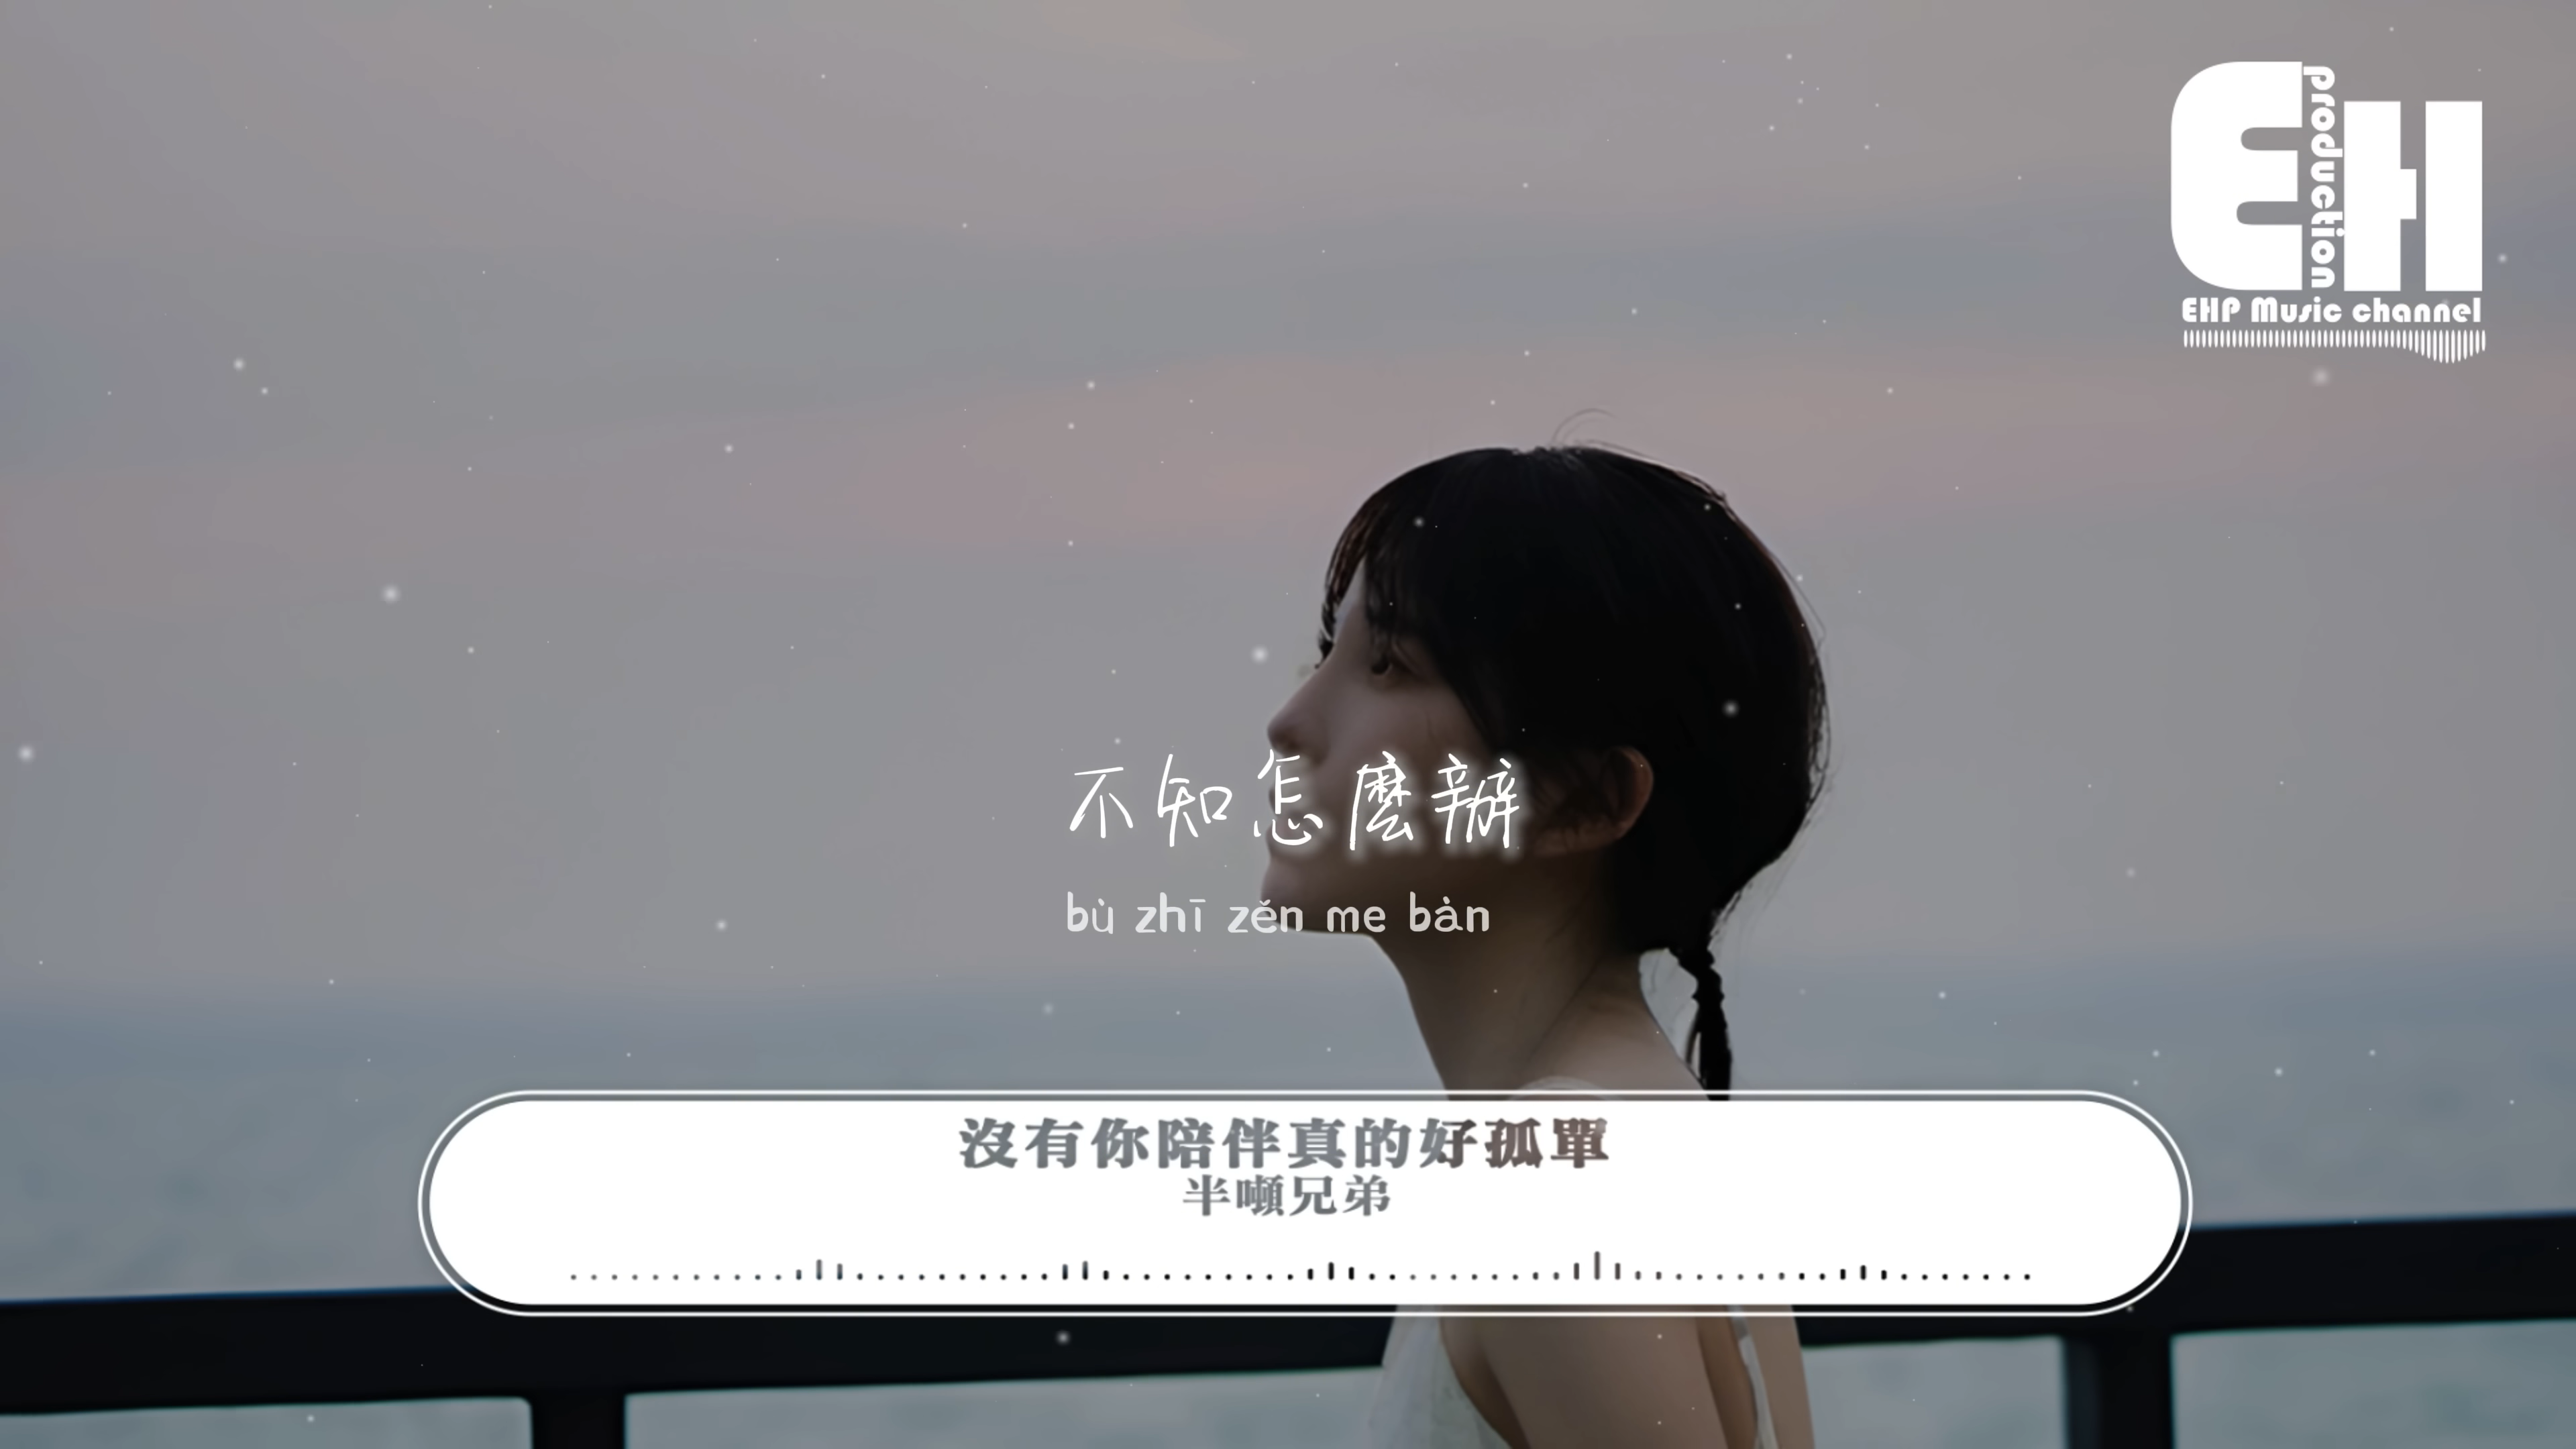 EH
production
EHP Music channel
不知怎麼辦
bù zhī zěn me bàn
沒有你陪伴真的好孤單
半噸兄弟